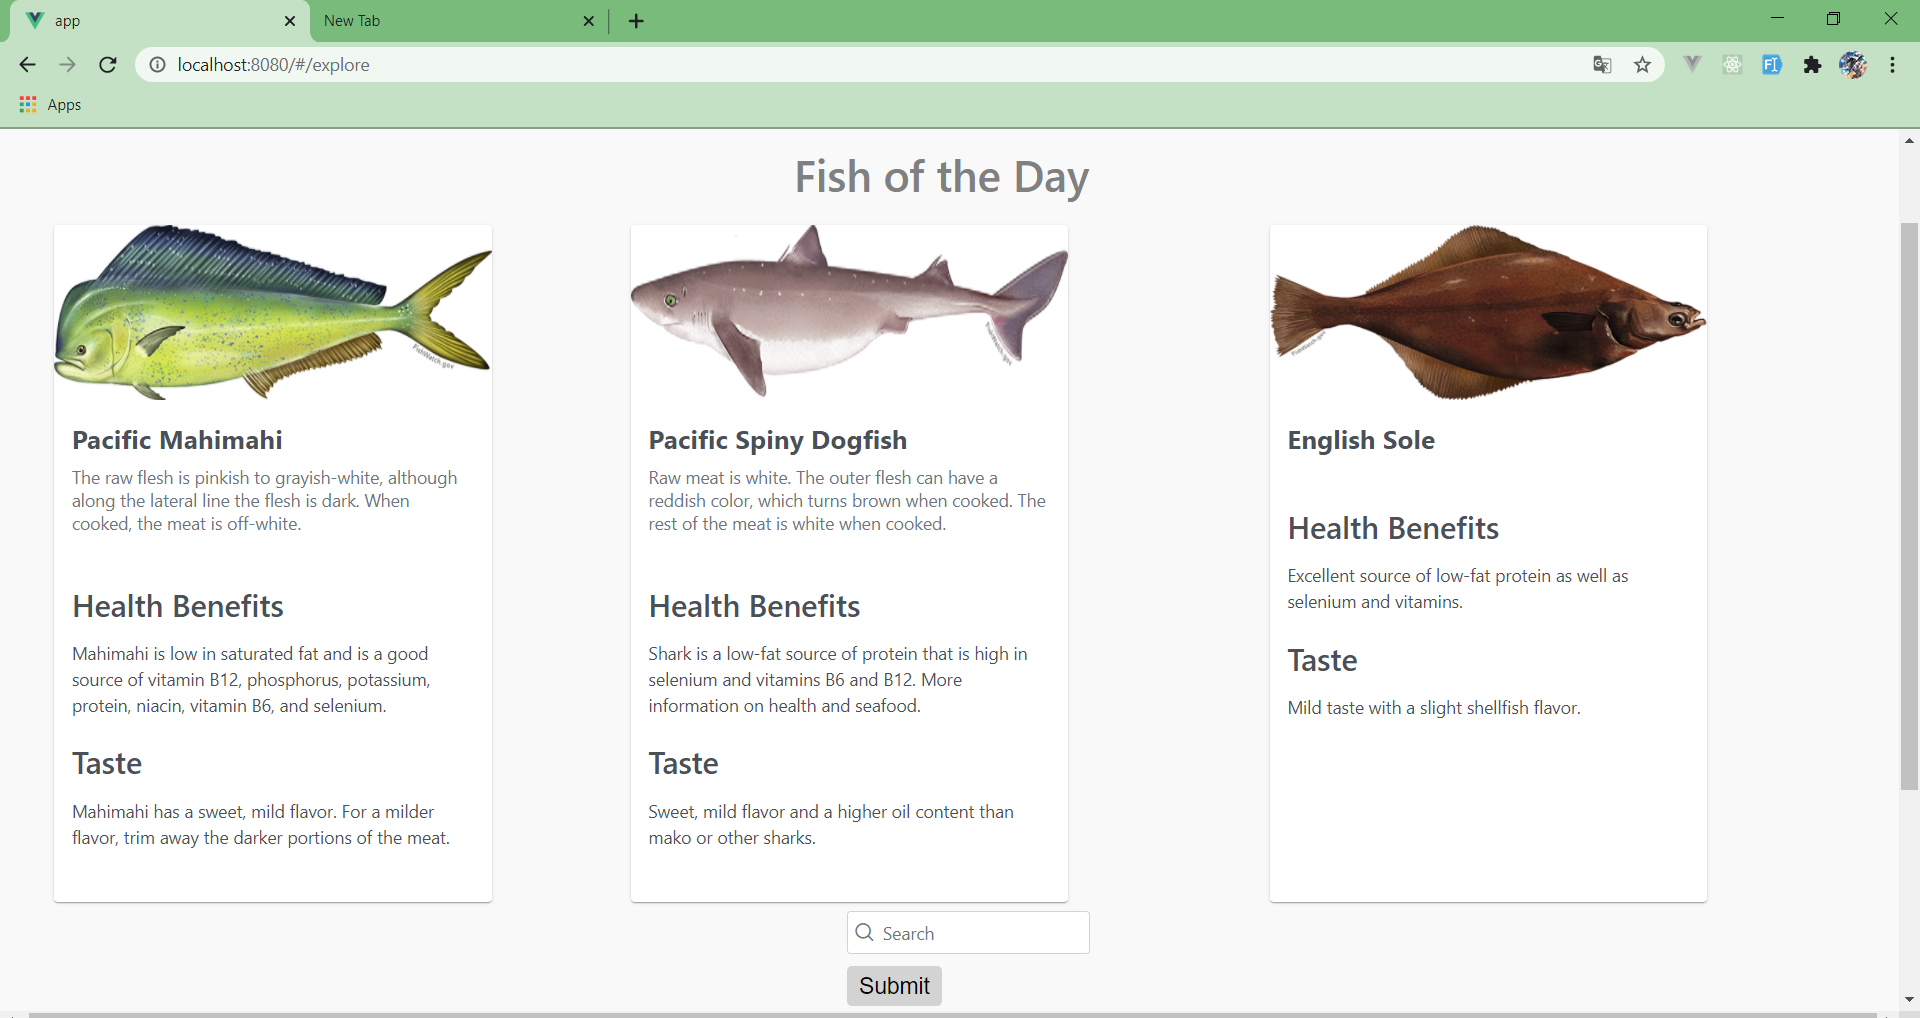 app
New Tab
localhost:8080/#/explore
Apps
Fish of the Day
FishWatch.gov
FishWatch.gov
FishWatch.gov
Pacific Mahimahi
The raw flesh is pinkish to grayish-white, although
along the lateral line the flesh is dark. When
cooked, the meat is off-white.
Health Benefits
Mahimahi is low in saturated fat and is a good
source of vitamin B12, phosphorus, potassium,
protein, niacin, vitamin B6, and selenium.
Taste
Mahimahi has a sweet, mild flavor. For a milder
flavor, trim away the darker portions of the meat.
Pacific Spiny Dogfish
Raw meat is white. The outer flesh can have a
reddish color, which turns brown when cooked. The
rest of the meat is white when cooked.
Health Benefits
Shark is a low-fat source of protein that is high in
selenium and vitamins B6 and B12. More
information on health and seafood.
Taste
Sweet, mild flavor and a higher oil content than
mako or other sharks.
English Sole
Health Benefits
Excellent source of low-fat protein as well as
selenium and vitamins.
Taste
Mild taste with a slight shellfish flavor.
Search
Submit